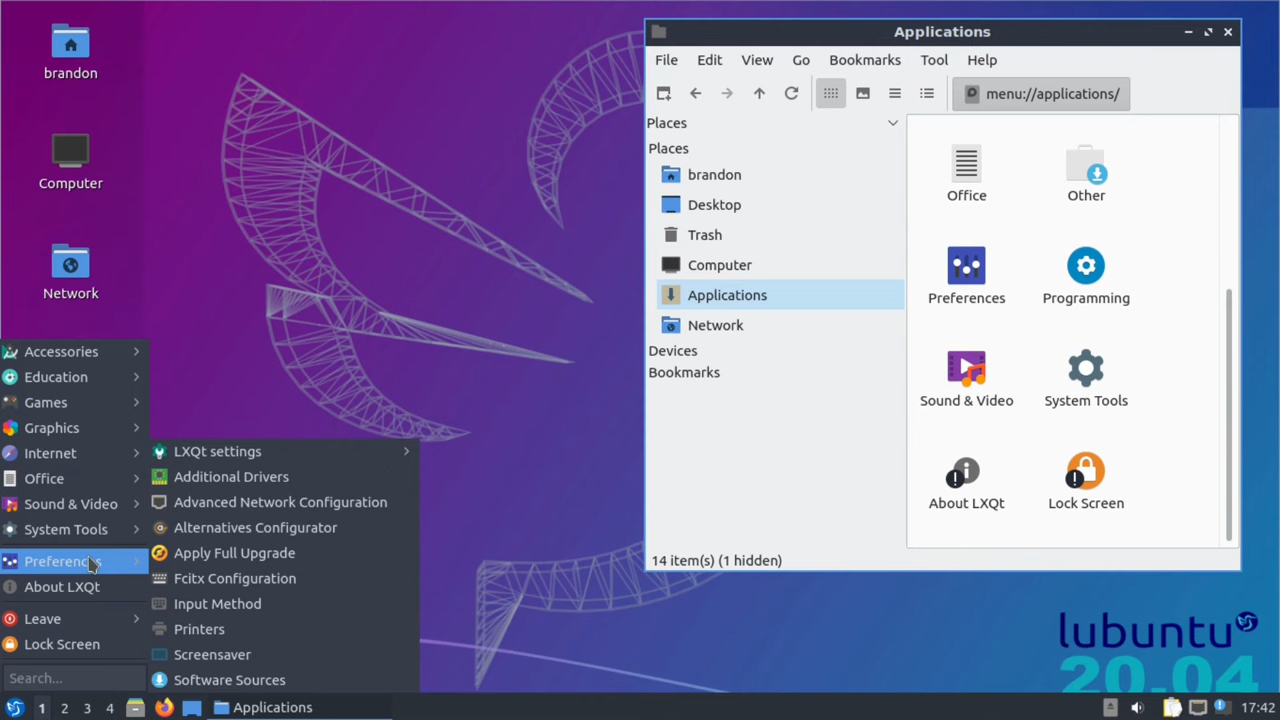 brandon
Computer
Network
Applications
File Edit View Go Bookmarks Tool Help
menu://applications/
Places
Places
brandon
Desktop
Trash
Computer
Applications
Network
Devices
Bookmarks
Office
Other
Preferences
Programming
Sound & Video
System Tools
About LXQt
Lock Screen
14 item(s) (1 hidden)
Accessories
Education
Games
Graphics
Internet
Office
Sound & Video
System Tools
Preferences
About LXQt
Leave
Lock Screen
Search...
LXQt settings
Additional Drivers
Advanced Network Configuration
Alternatives Configurator
Apply Full Upgrade
Fcitx Configuration
Input Method
Printers
Screensaver
Software Sources
lubuntu
20.04
1 2 3 4 Applications 17:42